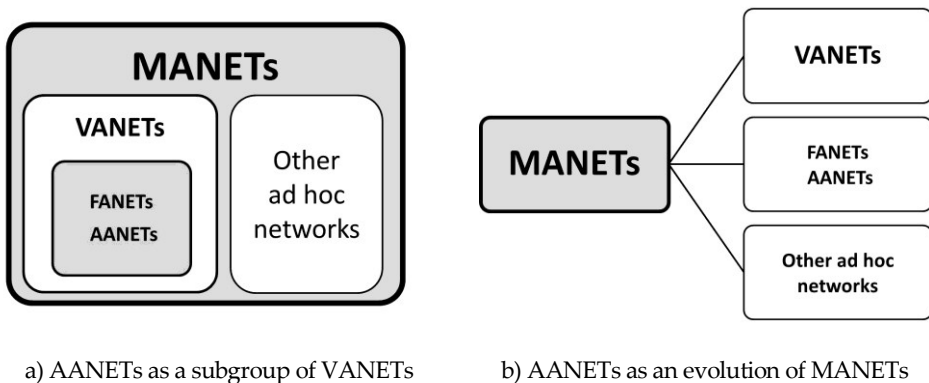 MANETs
VANETs
FANETs
AANETs
Other
ad hoc
networks
a) AANETs as a subgroup of VANETs
MANETs
VANETs
FANETs
AANETs
Other ad hoc
networks
b) AANETs as an evolution of MANETs